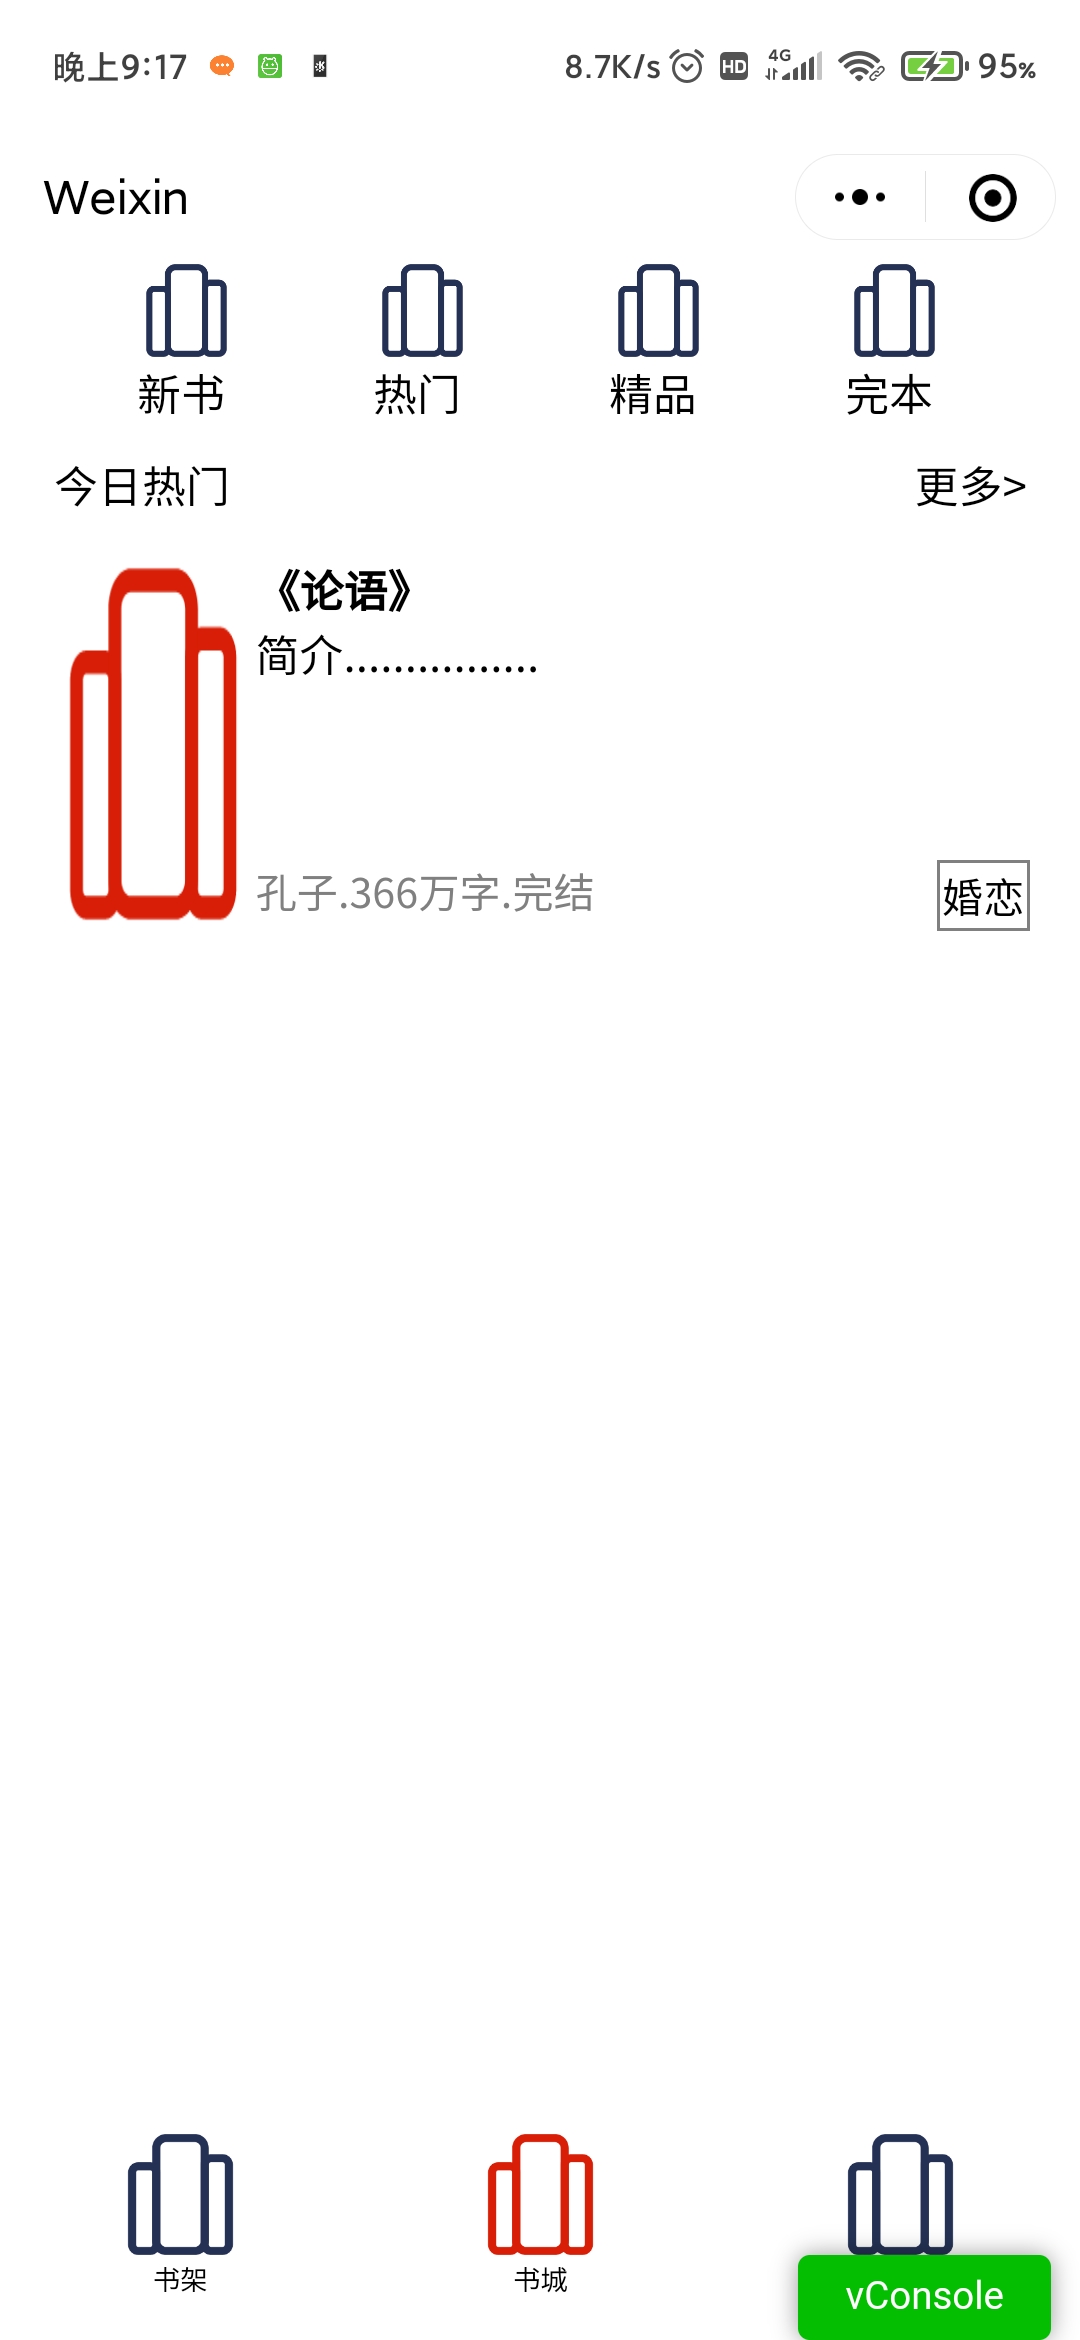 晚上9:17
8.7K/s HD 4G 95%
Weixin
新书 热门 精品 完本
今日热门 更多>
《论语》
简介................
孔子.366万字.完结 婚恋
书架 书城
vConsole